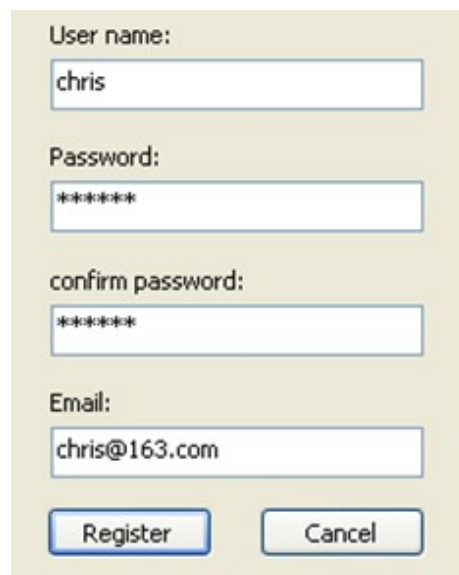 User name:
chris
Password:
******
confirm password:
******
Email:
chris@163.com
Register Cancel